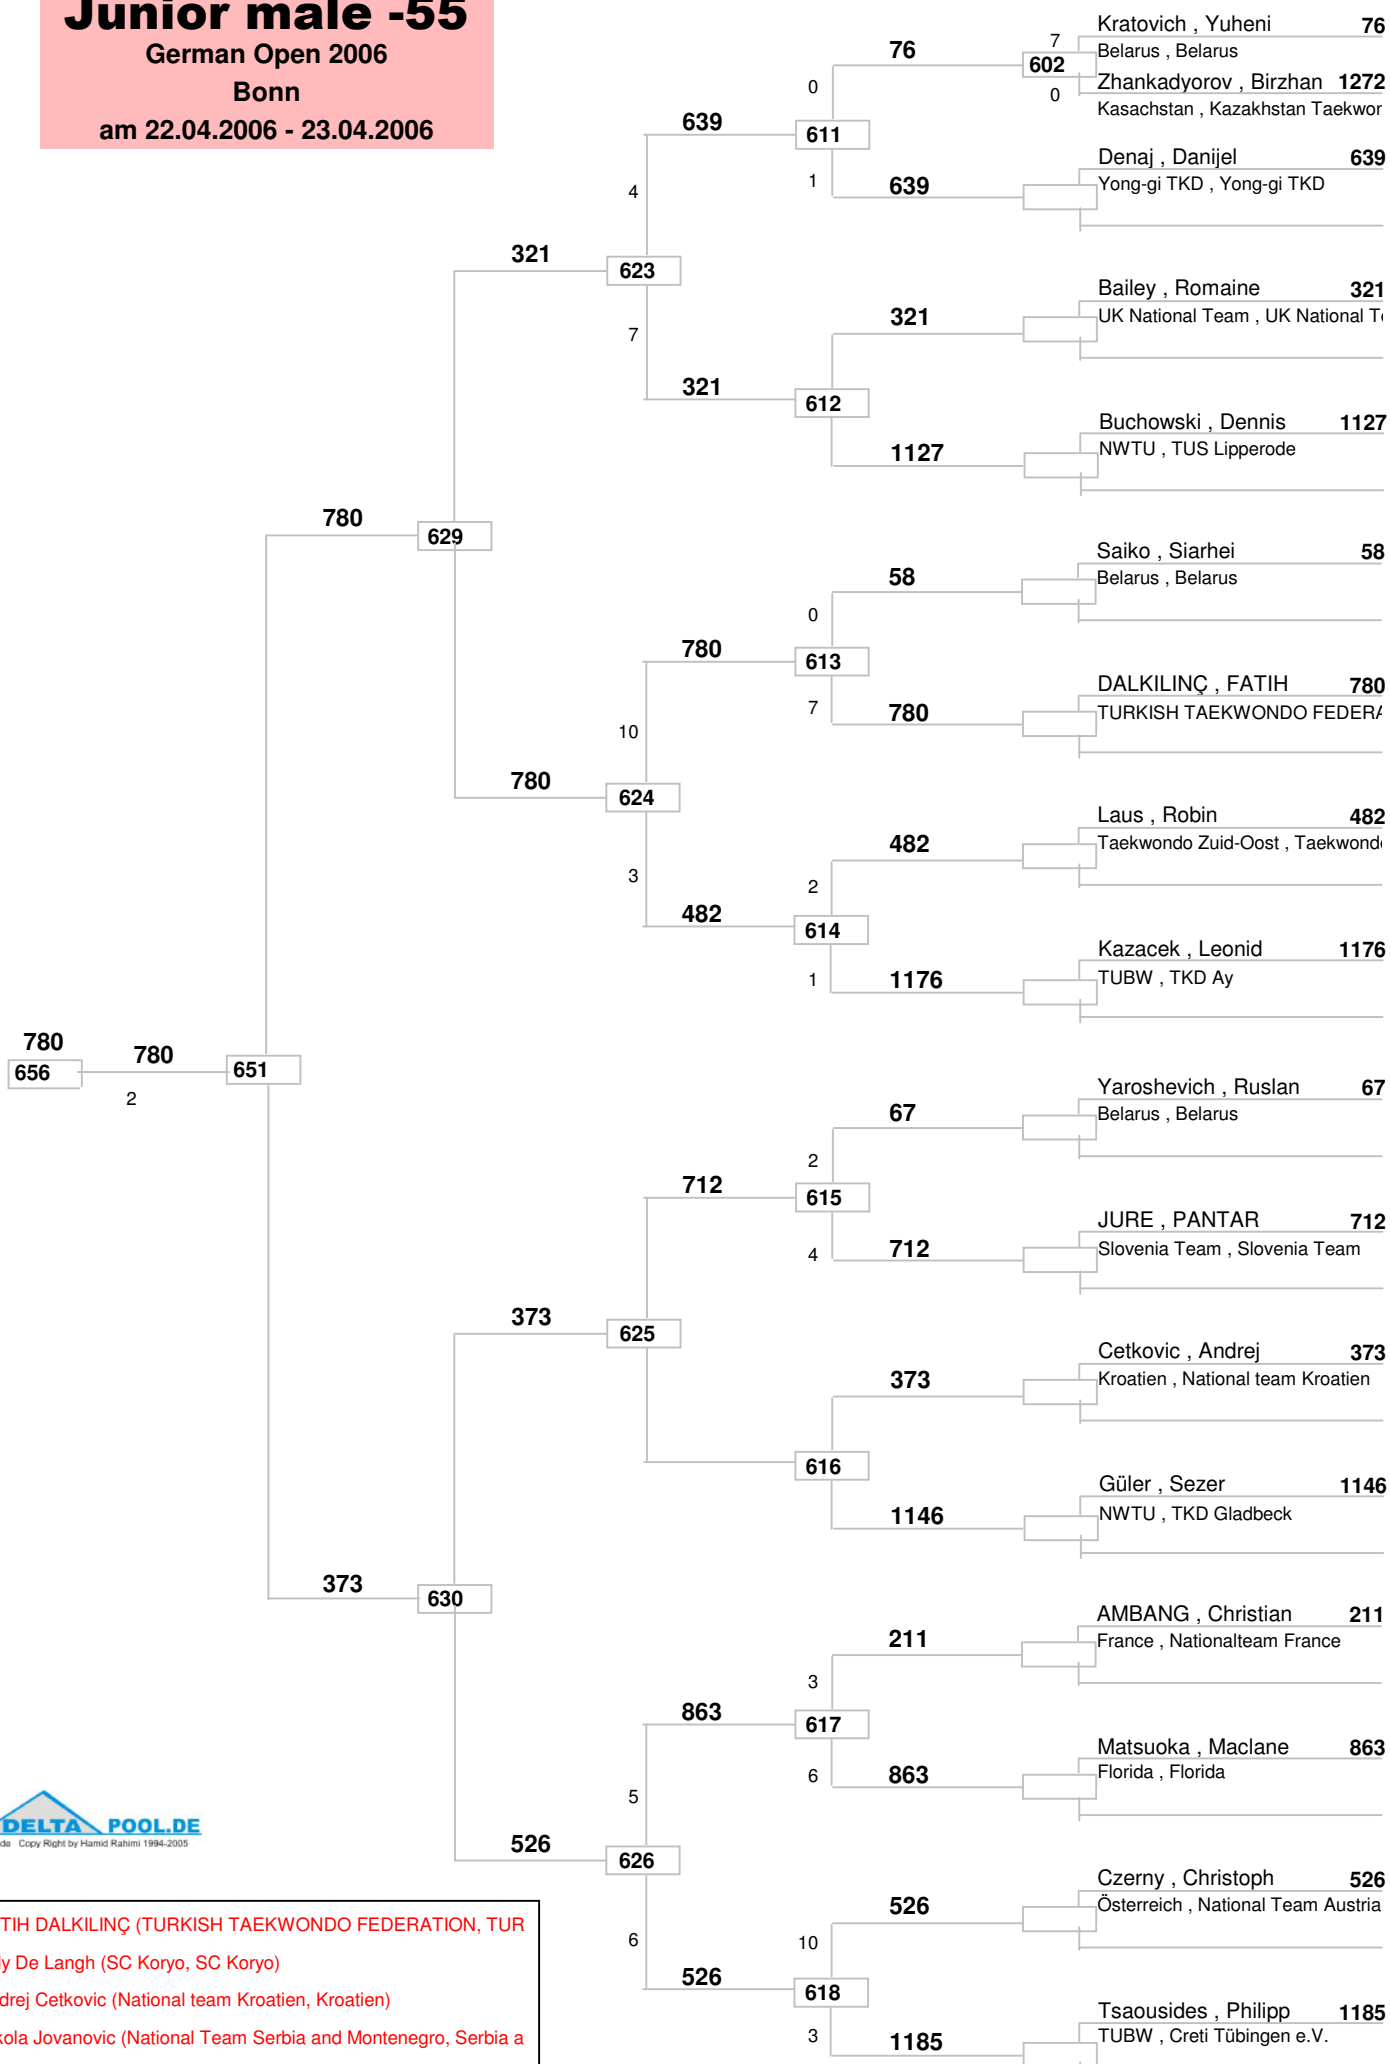 Junior male -55
German Open 2006
Bonn
am 22.04.2006 - 23.04.2006
Kratovich , Yuheni 76
Belarus , Belarus
7
602
0
76
Zhankadyorov , Birzhan 1272
Kasachstan , Kazakhstan
0
611
1
639
Denaj , Danijel 639
Yong-gi TKD , Yong-gi TKD
639
4
623
7
321
Bailey , Romaine 321
UK National Team , UK National
321
612
321
Buchowski , Dennis 1127
NWTU , TUS Lipperode
1127
780
629
Saiko , Siarhei 58
Belarus , Belarus
58
0
613
7
780
DALKILINÇ , FATIH 780
TURKISH TAEKWONDO
780
10
624
3
780
Laus , Robin 482
Taekwondo Zuid-Oost ,
482
2
614
1
482
Kazacek , Leonid 1176
TUBW , TKD Ay
1176
780
656
780
2
651
Yaroshevich , Ruslan 67
Belarus , Belarus
67
2
615
4
712
JURE , PANTAR 712
Slovenia Team , Slovenia Team
712
373
625
Cetkovic , Andrej 373
Kroatien , National team Kroatien
373
616
Güler , Sezer 1146
NWTU , TKD Gladbeck
1146
373
630
AMBANG , Christian 211
France , Nationalteam France
211
3
617
6
863
Matsuoka , Maclane 863
Florida , Florida
863
5
626
6
526
Czerny , Christoph 526
Österreich , National Team Austria
526
10
618
3
526
Tsaousides , Philipp 1185
TUBW , Creti Tübingen e.V.
1185
DELTA POOL.DE
de Copy Right by Hamid Rahimi 1994-2005
TIH DALKILINÇ (TURKISH TAEKWONDO FEDERATION, TUR
ly De Langh (SC Koryo, SC Koryo)
drej Cetkovic (National team Kroatien, Kroatien)
kola Jovanovic (National Team Serbia and Montenegro, Serbia a